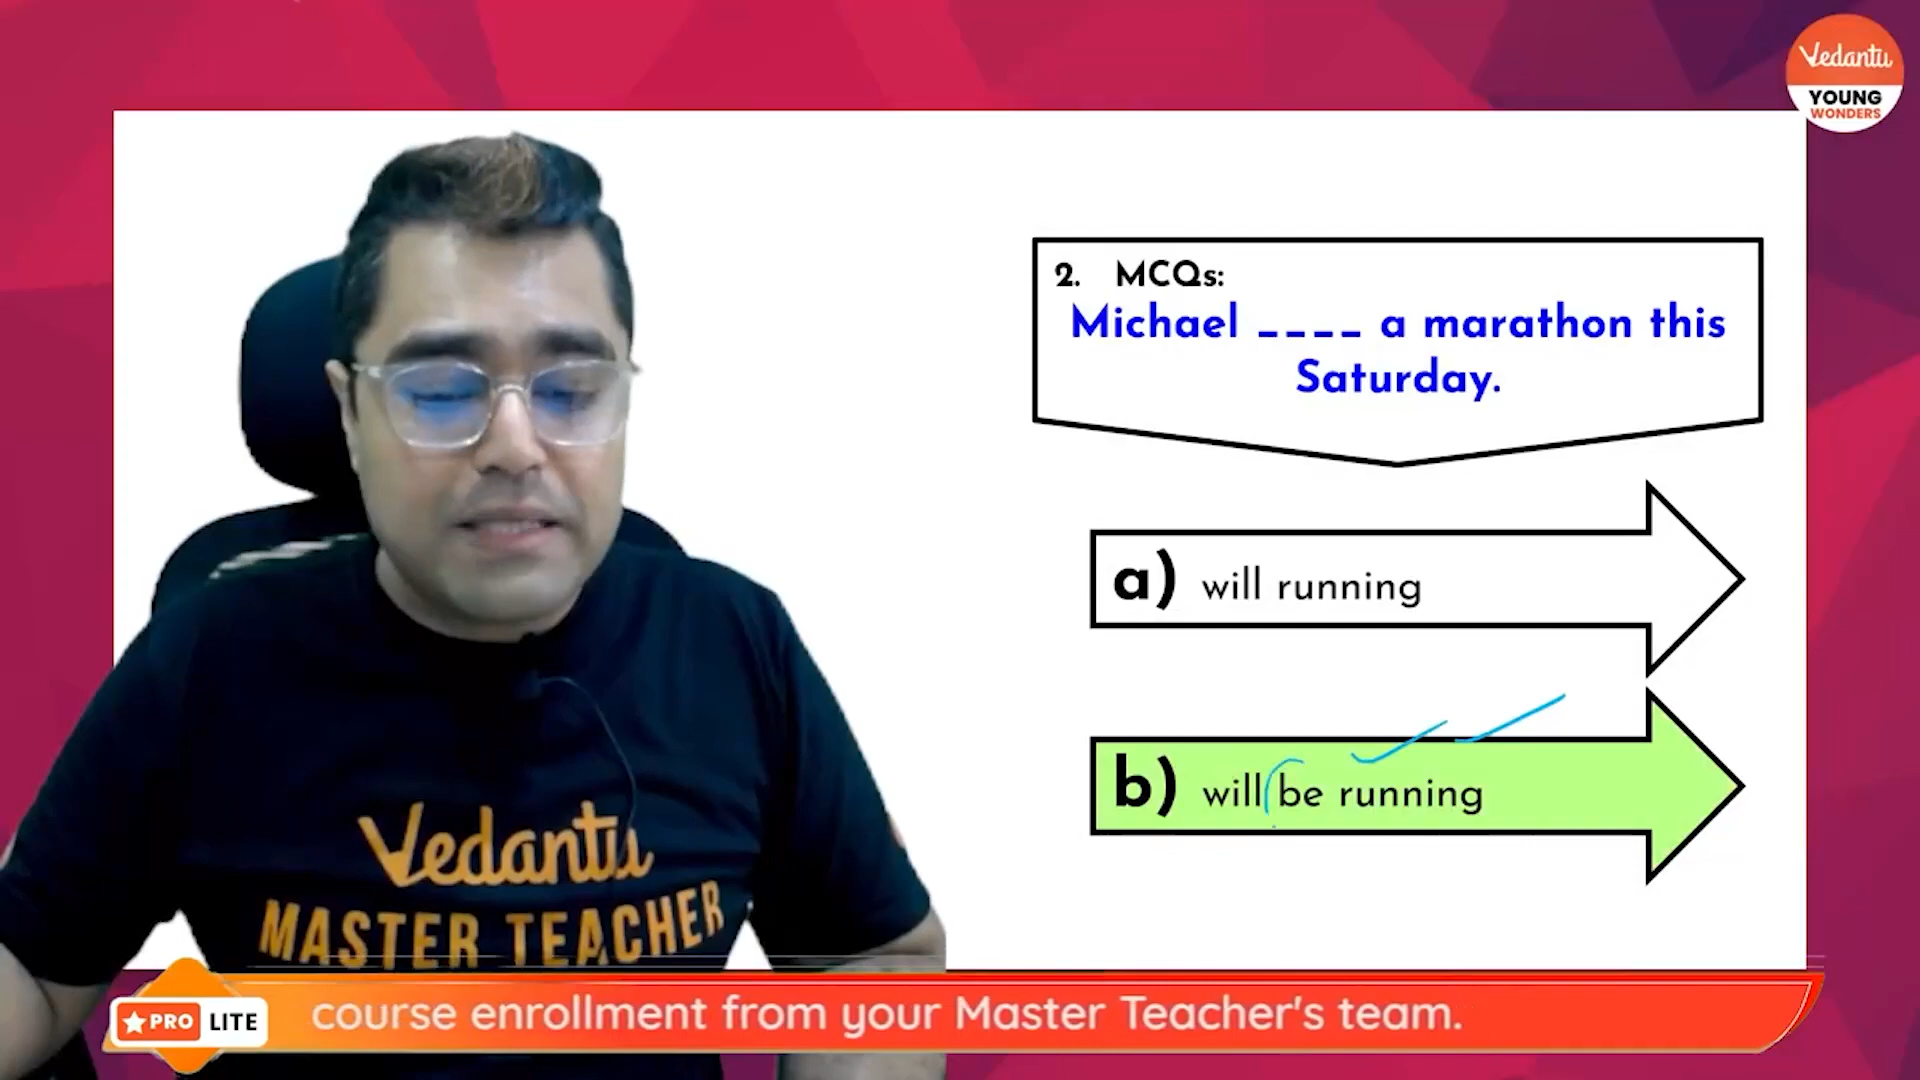 Vedantu
YOUNG
WONDERS
2. MCQs:
Michael ____ a marathon this
Saturday.
a) will running
b) will be running
Vedantu
MASTER TEACHER
PRO LITE
course enrollment from your Master Teacher's team.